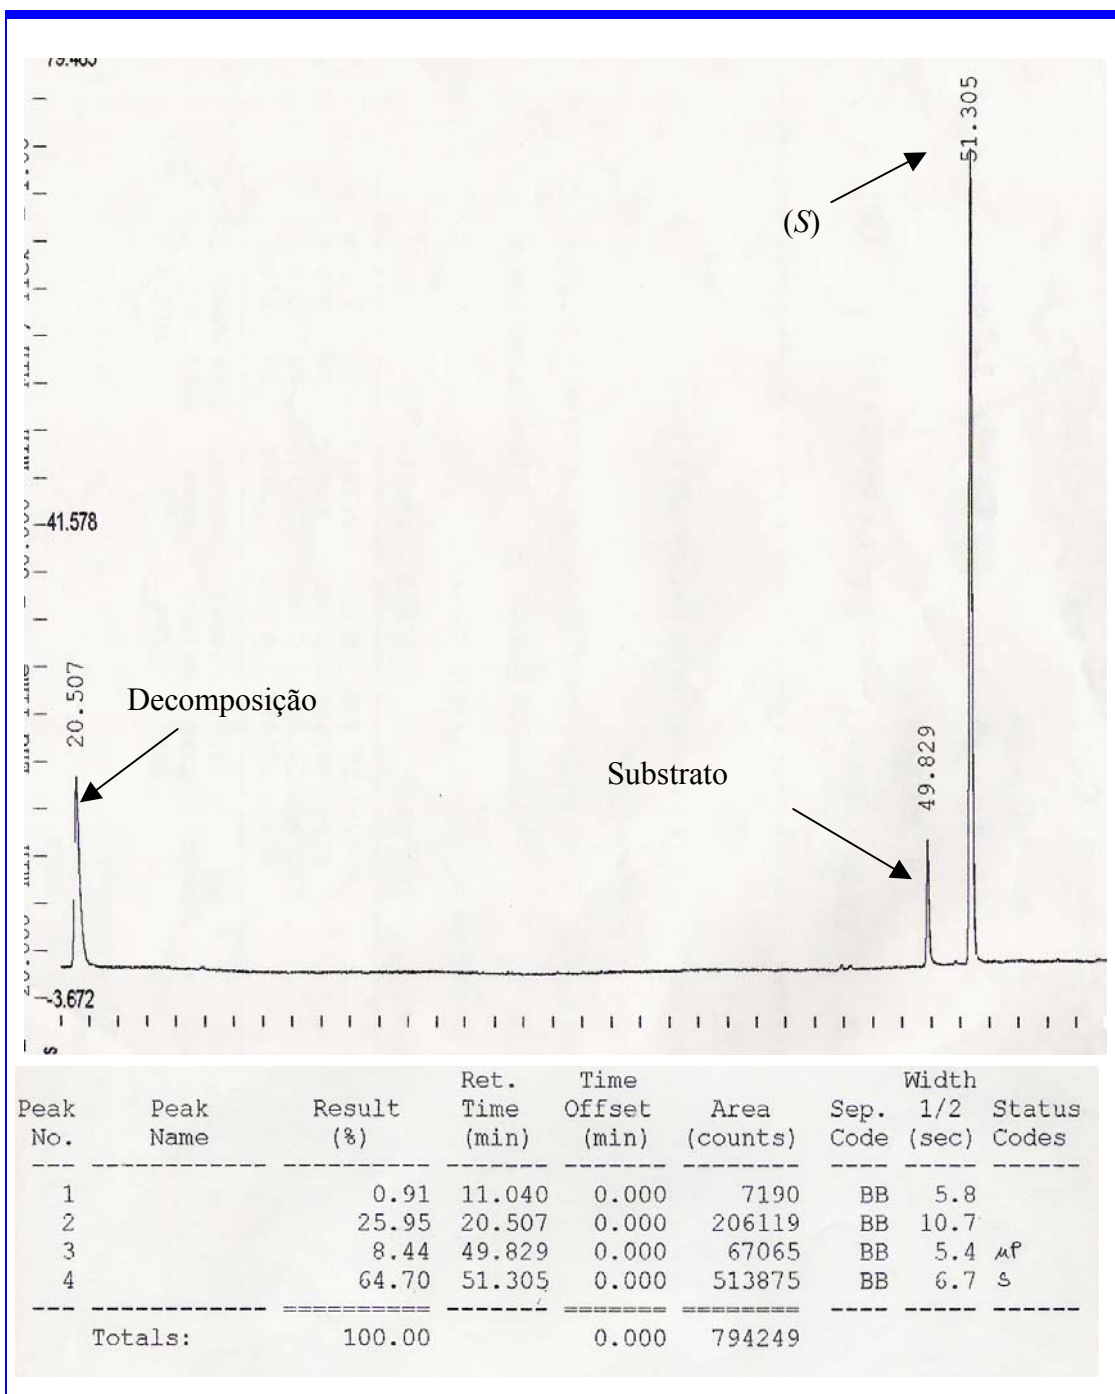 51.305
(S)
-41.578
20.507
Decomposição
49.829
Substrato
-3.672
Ret. Time Width
Peak Peak Result Time Offset Area Sep. 1/2 Status
No. Name (%) (min) (min) (counts) Code (sec) Codes
1 0.91 11.040 0.000 7190 BB 5.8
2 25.95 20.507 0.000 206119 BB 10.7
3 8.44 49.829 0.000 67065 BB 5.4
4 64.70 51.305 0.000 513875 BB 6.7 S
Totals: 100.00 0.000 794249